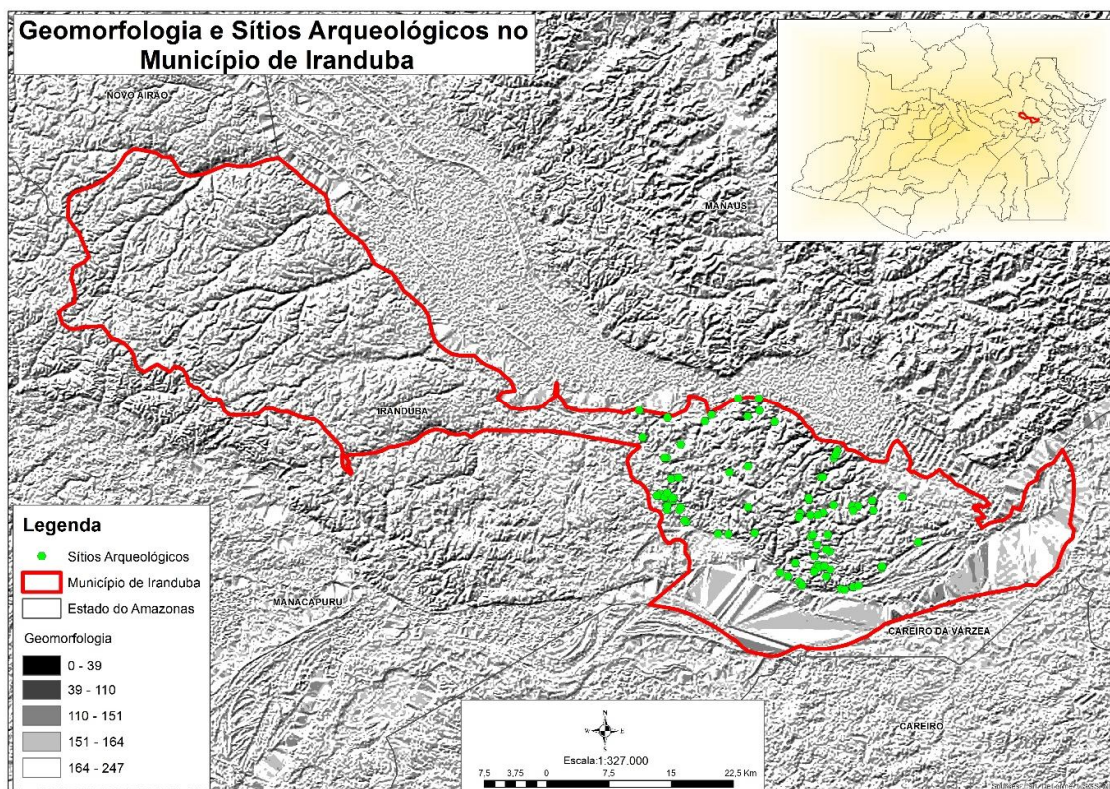 Geomorfologia e Sítios Arqueológicos no
Município de Iranduba
NOVO AIRÃO
MANAUS
IRANDUBA
MANACAPURU
CAREIRO DA VÁRZEA
CAREIRO
Legenda
Sítios Arqueológicos
Município de Iranduba
Estado do Amazonas
Geomorfologia
0 - 39
39 - 110
110 - 151
151 - 164
164 - 247
N
W
E
S
Escala:1:327.000
7,5 3,75 0 7,5 15 22,5 Km